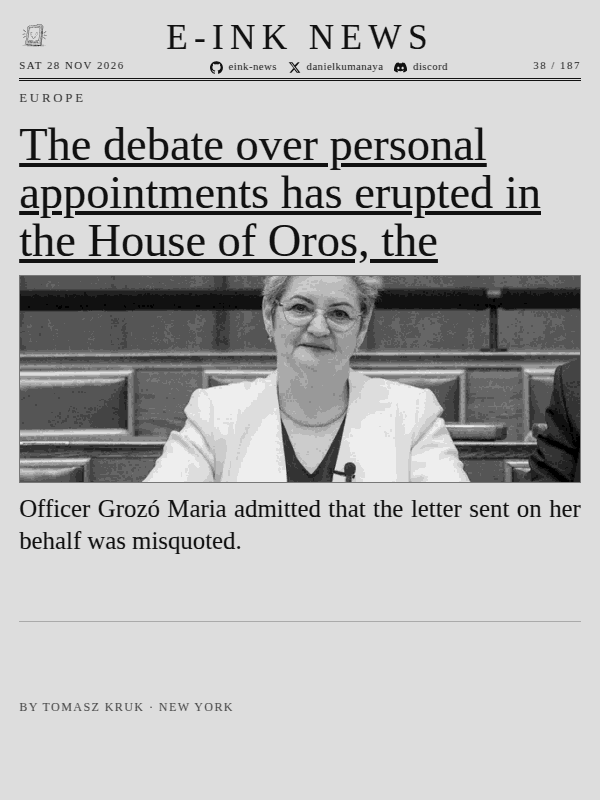 E-INK NEWS
SAT 28 NOV 2026
eink-news danielkumanaya discord
38 / 187
EUROPE
The debate over personal
appointments has erupted in
the House of Oros, the
Officer Grozó Maria admitted that the letter sent on her
behalf was misquoted.
BY TOMASZ KRUK · NEW YORK